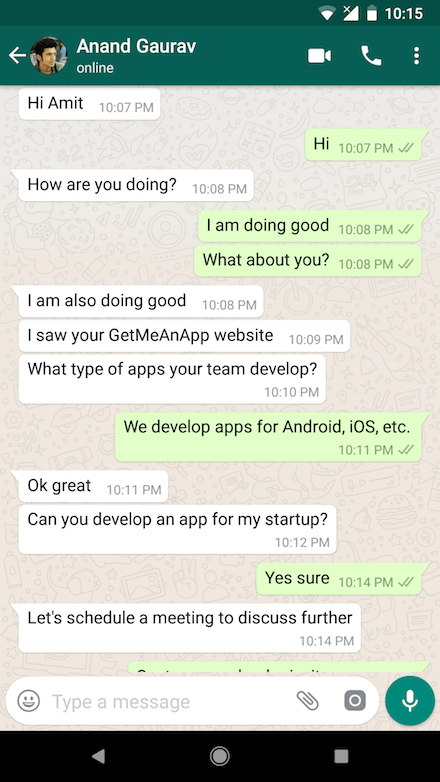 10:15
Anand Gaurav
online
Hi Amit 10:07 PM
Hi 10:07 PM
How are you doing? 10:08 PM
I am doing good 10:08 PM
What about you? 10:08 PM
I am also doing good 10:08 PM
I saw your GetMeAnApp website 10:09 PM
What type of apps your team develop?
10:10 PM
We develop apps for Android, iOS, etc.
10:11 PM
Ok great 10:11 PM
Can you develop an app for my startup?
10:12 PM
Yes sure 10:14 PM
Let's schedule a meeting to discuss further
10:14 PM
Type a message